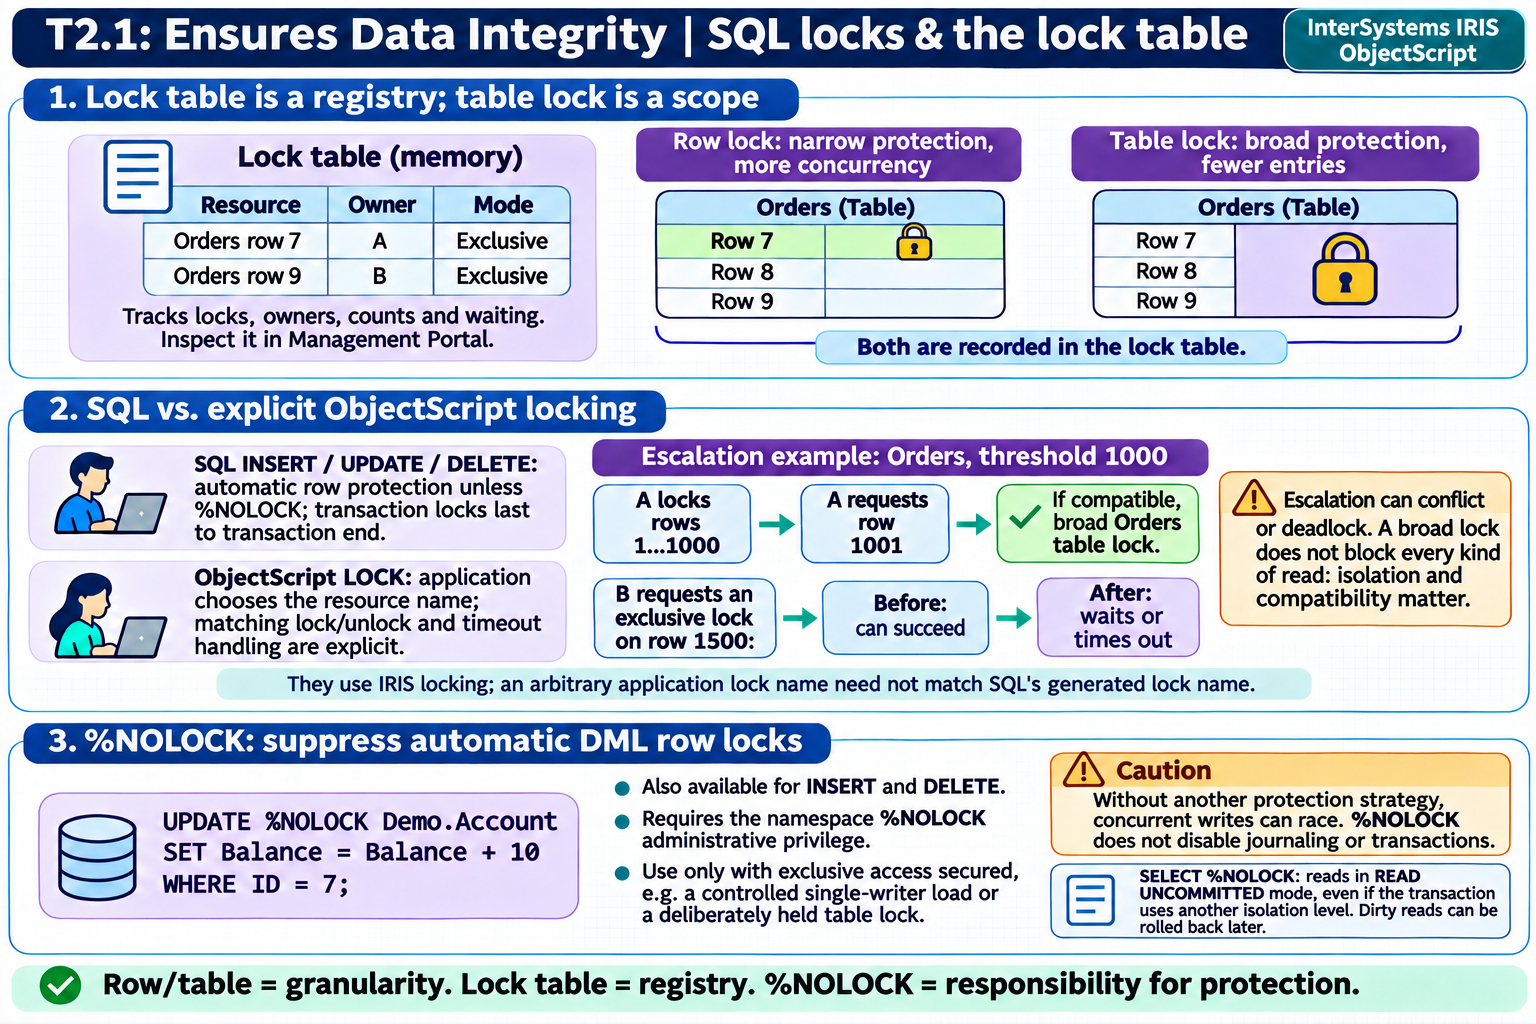 T2.1: Ensures Data Integrity | SQL locks & the lock table
InterSystems IRIS
ObjectScript
1. Lock table is a registry; table lock is a scope
Lock table (memory)
Resource Owner Mode
Orders row 7 A Exclusive
Orders row 9 B Exclusive
Tracks locks, owners, counts and waiting.
Inspect it in Management Portal.
Row lock: narrow protection,
more concurrency
Orders (Table)
Row 7
Row 8
Row 9
Table lock: broad protection,
fewer entries
Orders (Table)
Row 7
Row 8
Row 9
Both are recorded in the lock table.
2. SQL vs. explicit ObjectScript locking
SQL INSERT / UPDATE / DELETE:
automatic row protection unless
%NOLOCK; transaction locks last
to transaction end.
ObjectScript LOCK: application
chooses the resource name;
matching lock/unlock and timeout
handling are explicit.
Escalation example: Orders, threshold 1000
A locks
rows
1...1000
A requests
row
1001
If compatible,
broad Orders
table lock.
B requests an
exclusive lock
on row 1500:
Before:
can succeed
After:
waits or
times out
Escalation can conflict
or deadlock. A broad lock
does not block every kind
of read: isolation and
compatibility matter.
They use IRIS locking; an arbitrary application lock name need not match SQL's generated lock name.
3. %NOLOCK: suppress automatic DML row locks
UPDATE %NOLOCK Demo.Account
SET Balance = Balance + 10
WHERE ID = 7;
Also available for INSERT and DELETE.
Requires the namespace %NOLOCK
administrative privilege.
Use only with exclusive access secured,
e.g. a controlled single-writer load or
a deliberately held table lock.
Caution
Without another protection strategy,
concurrent writes can race. %NOLOCK
does not disable journaling or transactions.
SELECT %NOLOCK: reads in READ
UNCOMMITTED mode, even if the transaction
uses another isolation level. Dirty reads can be
rolled back later.
Row/table = granularity. Lock table = registry. %NOLOCK = responsibility for protection.